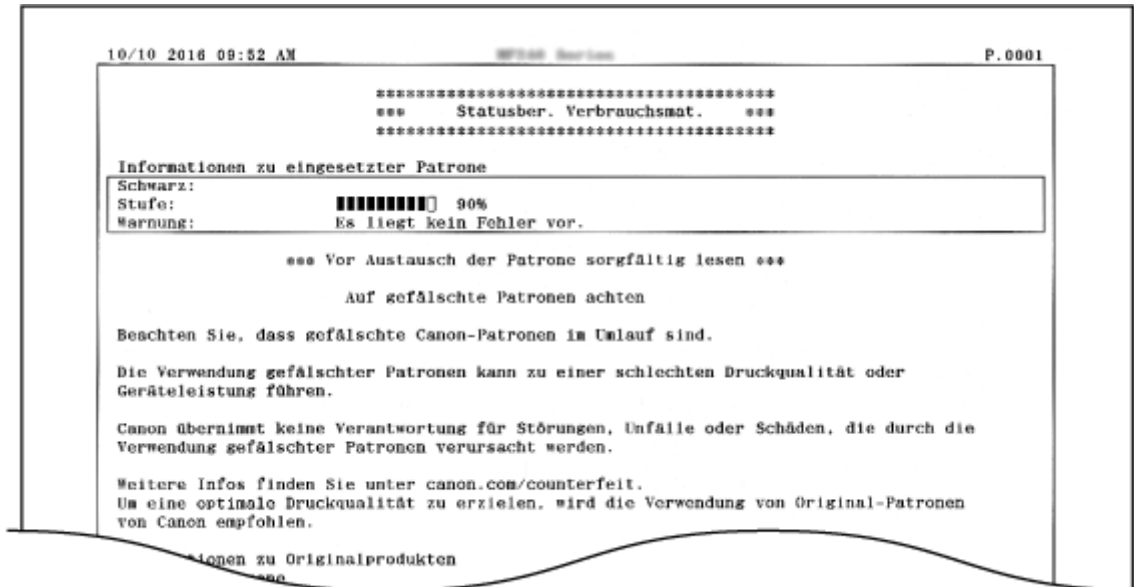 10/10 2016 09:52 AM P.0001
****************************************
*** Statusber. Verbrauchsmat. ***
****************************************
Informationen zu eingesetzter Patrone
Schwarz:
Stufe: 90%
Warnung: Es liegt kein Fehler vor.
*** Vor Austausch der Patrone sorgfältig lesen ***
Auf gefälschte Patronen achten
Beachten Sie, dass gefälschte Canon-Patronen im Umlauf sind.
Die Verwendung gefälschter Patronen kann zu einer schlechten Druckqualität oder
Geräteleistung führen.
Canon übernimmt keine Verantwortung für Störungen, Unfälle oder Schäden, die durch die
Verwendung gefälschter Patronen verursacht werden.
Weitere Infos finden Sie unter canon.com/counterfeit.
Um eine optimale Druckqualität zu erzielen, wird die Verwendung von Original-Patronen
von Canon empfohlen.
zu Originalprodukten